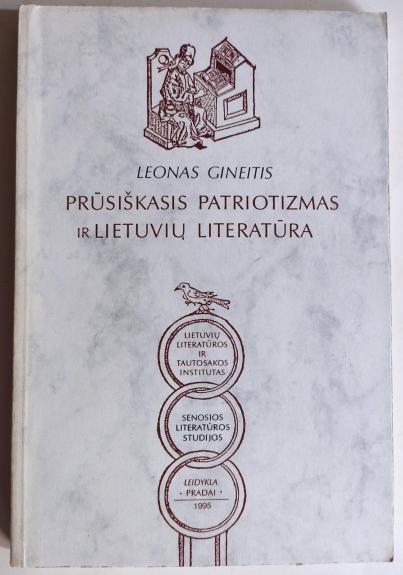 LEONAS GINEITIS
PRŪSIŠKASIS PATRIOTIZMAS
IR LIETUVIŲ LITERATŪRA
LIETUVIŲ
LITERATŪROS
IR
TAUTOSAKOS
INSTITUTAS
SENOSIOS
LITERATŪROS
STUDIJOS
LEIDYKLA
• PRADAI •
1995